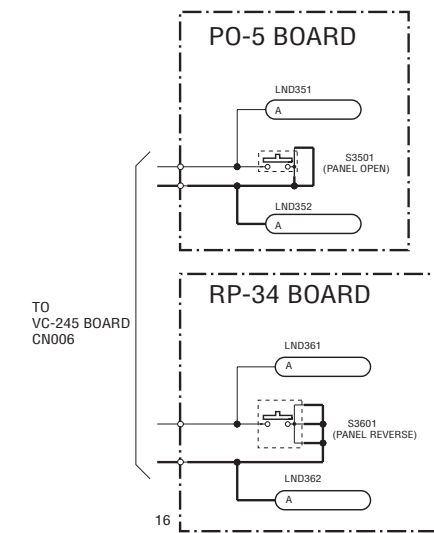 PO-5 BOARD
LND351
A
S3501
(PANEL OPEN)
LND352
A
TO
VC-245 BOARD
CN006
RP-34 BOARD
LND361
A
S3601
(PANEL REVERSE)
LND362
A
16